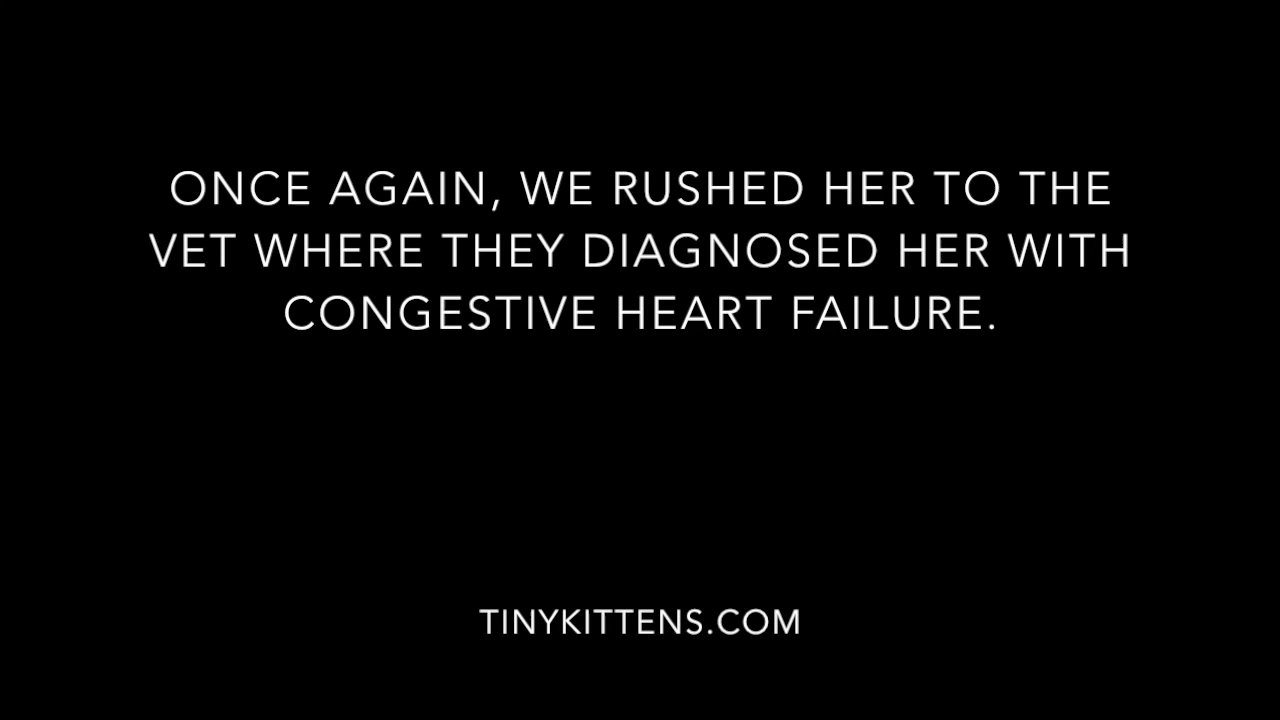 ONCE AGAIN, WE RUSHED HER TO THE
VET WHERE THEY DIAGNOSED HER WITH
CONGESTIVE HEART FAILURE.
TINYKITTENS.COM